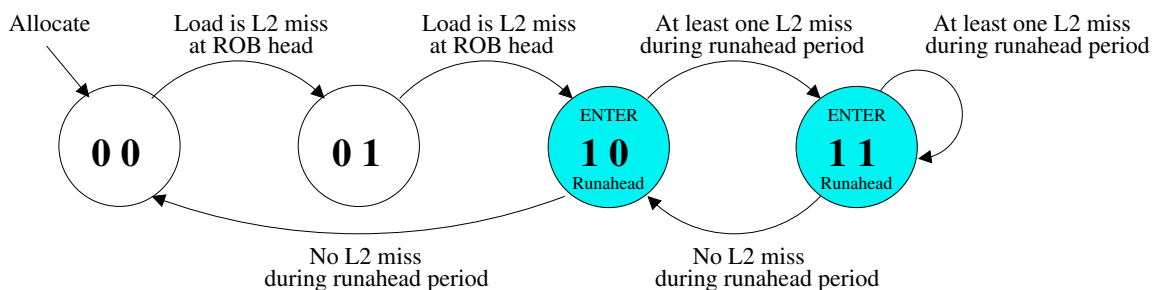 Allocate
Load is L2 miss
at ROB head
Load is L2 miss
at ROB head
At least one L2 miss
during runahead period
At least one L2 miss
during runahead period
0 0
0 1
ENTER
1 0
Runahead
ENTER
1 1
Runahead
No L2 miss
during runahead period
No L2 miss
during runahead period